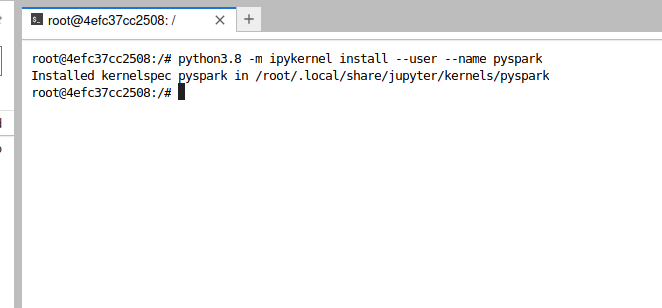 root@4efc37cc2508: /
root@4efc37cc2508:/# python3.8 -m ipykernel install --user --name pyspark
Installed kernelspec pyspark in /root/.local/share/jupyter/kernels/pyspark
root@4efc37cc2508:/#